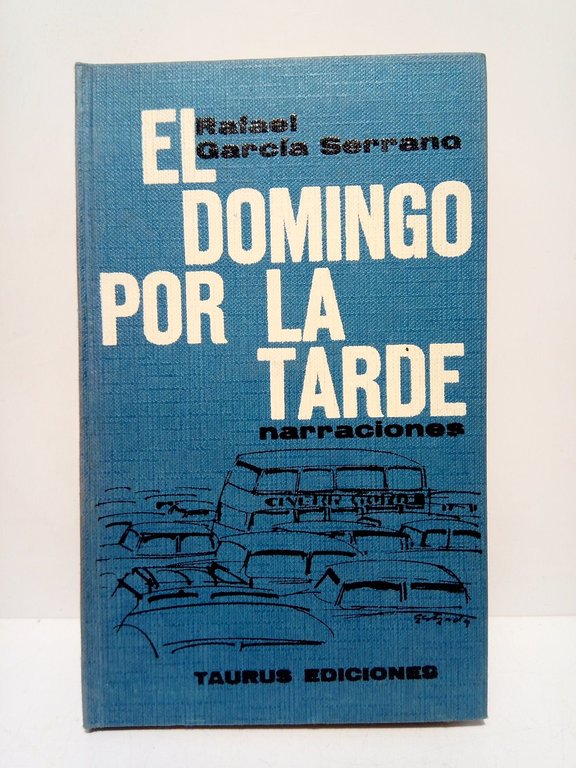 Rafael
García Serrano
EL
DOMINGO
POR LA
TARDE
narraciones
TAURUS EDICIONES